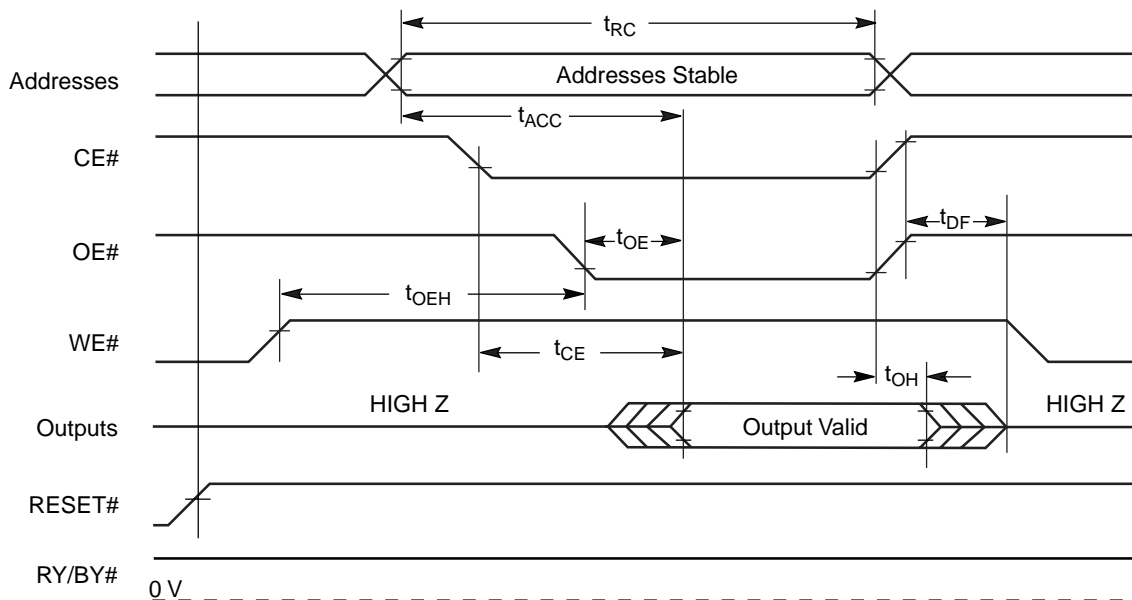 tRC
Addresses
Addresses Stable
tACC
CE#
tDF
OE#
tOE
tOEH
WE#
tCE
tOH
HIGH Z
HIGH Z
Outputs
Output Valid
RESET#
RY/BY#
0 V